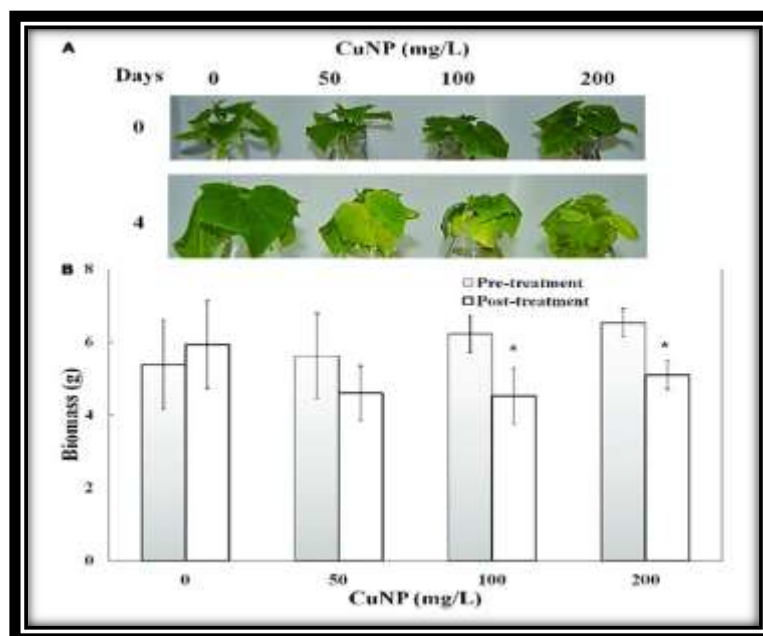 A
CuNP (mg/L)
Days 0 50 100 200
0
4
B
8
Pre-treatment
Post-treatment
6
*
*
4
2
0
Biomass (g)
0 50 100 200
CuNP (mg/L)